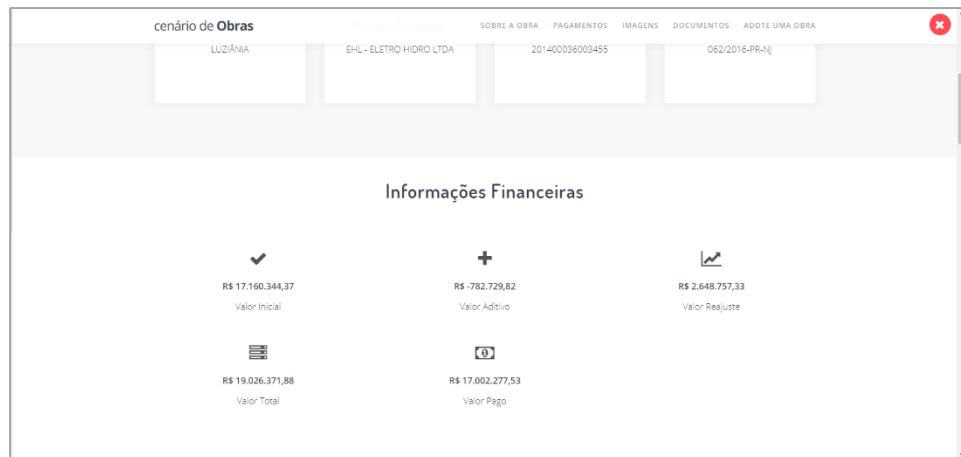 cenário de Obras
SOBRE A OBRA PAGAMENTOS IMAGENS DOCUMENTOS ADOTE UMA OBRA
LUZIÂNIA EHL - ELETRO HIDRO LTDA 201400036003455 062/2016-PR-NJ
Informações Financeiras
R$ 17.160.344,37 R$ -782.729,82 R$ 2.648.757,33
Valor Inicial Valor Aditivo Valor Reajuste
R$ 19.026.371,88 R$ 17.002.277,53
Valor Total Valor Pago